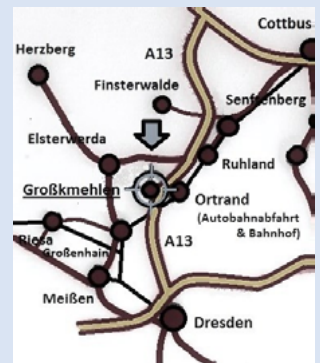 Cottbus
Herzberg
A13
Finsterwalde
Senftenberg
Elsterwerda
Ruhland
Großkmehlen
Ortrand
(Autobahnabfahrt
& Bahnhof)
Riesa
A13
Großenhain
Meißen
Dresden